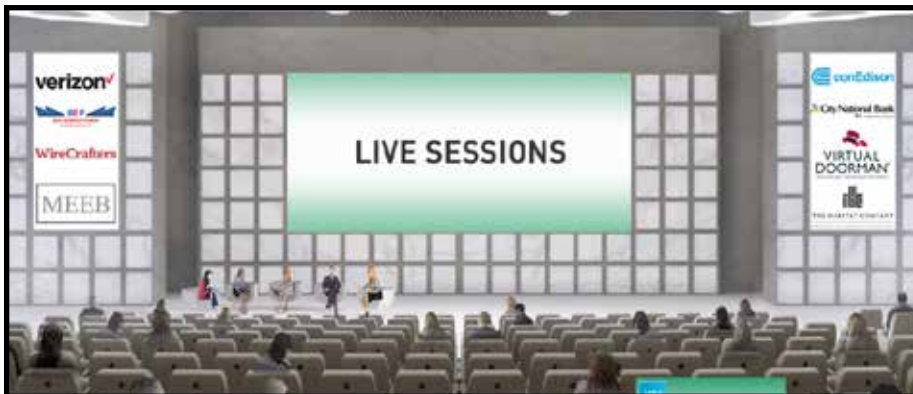 verizon
WireCrafters
MEEB
LIVE SESSIONS
conEdison
City National Bank
VIRTUAL
DOORMAN
THE HABITAT COMPANY